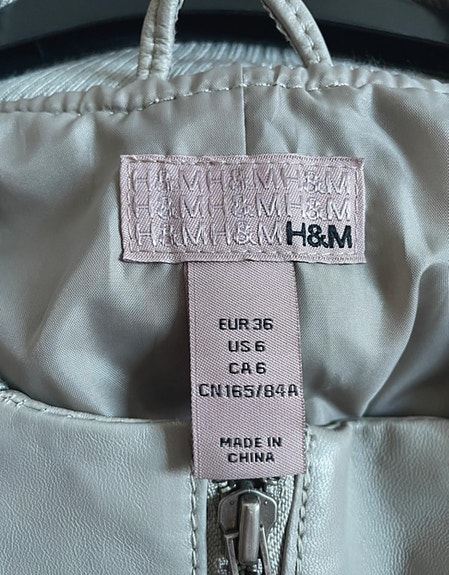 H&M H&M H&M
H&M H&M H&M
H&M H&M H&M
EUR 36
US 6
CA 6
CN 165/84A
MADE IN
CHINA